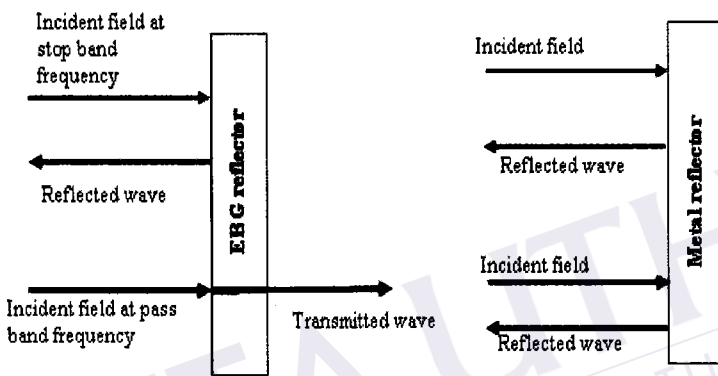 Incident field at
stop band
frequency
Reflected wave
EBG reflector
Incident field at pass
band frequency
Transmitted wave
Incident field
Reflected wave
Metal reflector
Incident field
Reflected wave